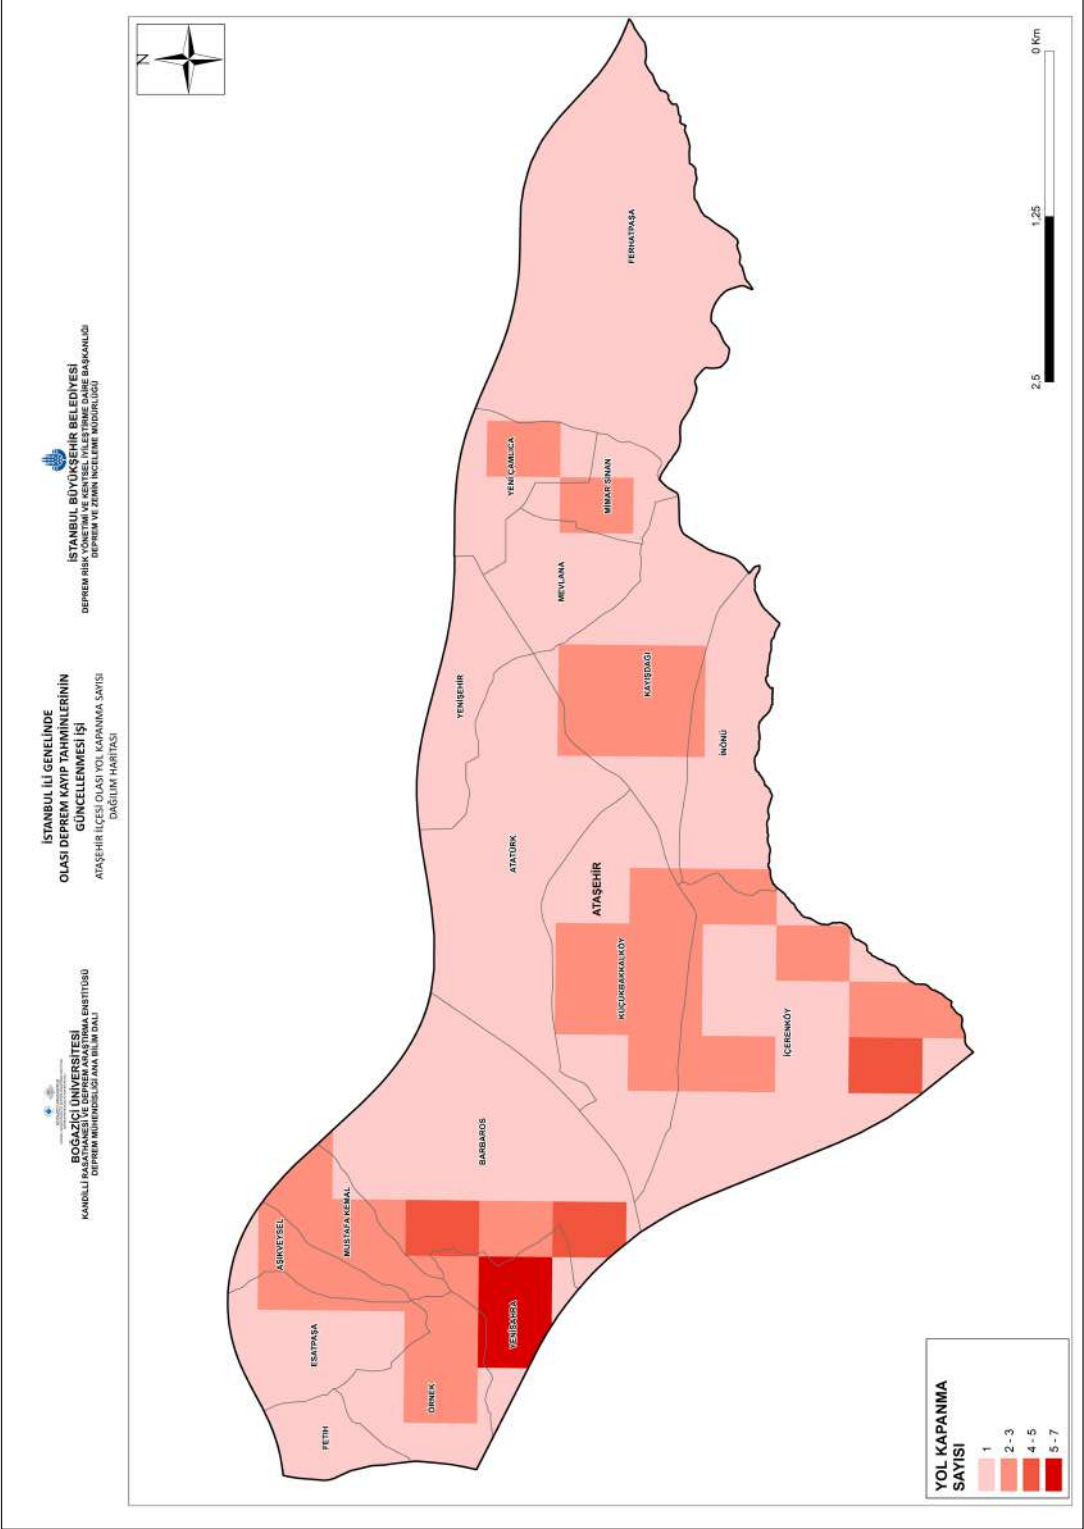 BOĞAZİÇİ ÜNİVERSİTESİ
KANDİLLİ RASATHANESİ VE DEPREM ARAŞTIRMA ENSTİTÜSÜ
DEPREM MÜHENDİSLİĞİ ANA BİLİM DALI
İSTANBUL İLİ GENELİNDE
OLASI DEPREM KAYIP TAHMİNLERİNİN
GÜNCELLENMESİ İŞİ
ATAŞEHİR İLÇESİ OLASI YOL KAPANMA SAYISI
DAĞILIM HARİTASI
İSTANBUL BÜYÜKŞEHİR BELEDİYESİ
DEPREM RİSK YÖNETİMİ VE KENTSEL İYİLEŞTİRME DAİRE BAŞKANLIĞI
DEPREM VE ZEMİN İNCELEME MÜDÜRLÜĞÜ
N
AŞIKVEYSEL
ESATPAŞA
FETİH
MUSTAFA KEMAL
ÖRNEK
YENİSAHRA
BARBAROS
YENİŞEHİR
ATATÜRK
ATAŞEHİR
KÜÇÜKBAKKALKÖY
İÇERENKÖY
YENİ ÇAMLICA
MİMAR SİNAN
MEVLANA
KAYIŞDAĞI
İNÖNÜ
FERHATPAŞA
YOL KAPANMA
SAYISI
1
2 - 3
4 - 5
5 - 7
2,5
1,25
0 Km